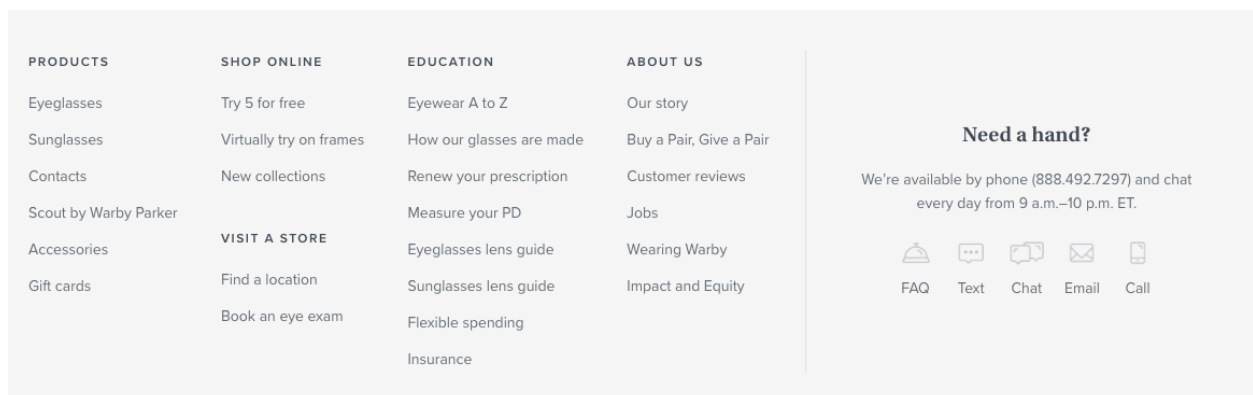 PRODUCTS
Eyeglasses
Sunglasses
Contacts
Scout by Warby Parker
Accessories
Gift cards
SHOP ONLINE
Try 5 for free
Virtually try on frames
New collections
VISIT A STORE
Find a location
Book an eye exam
EDUCATION
Eyewear A to Z
How our glasses are made
Renew your prescription
Measure your PD
Eyeglasses lens guide
Sunglasses lens guide
Flexible spending
Insurance
ABOUT US
Our story
Buy a Pair, Give a Pair
Customer reviews
Jobs
Wearing Warby
Impact and Equity
Need a hand?
We're available by phone (888.492.7297) and chat
every day from 9 a.m.–10 p.m. ET.
FAQ Text Chat Email Call